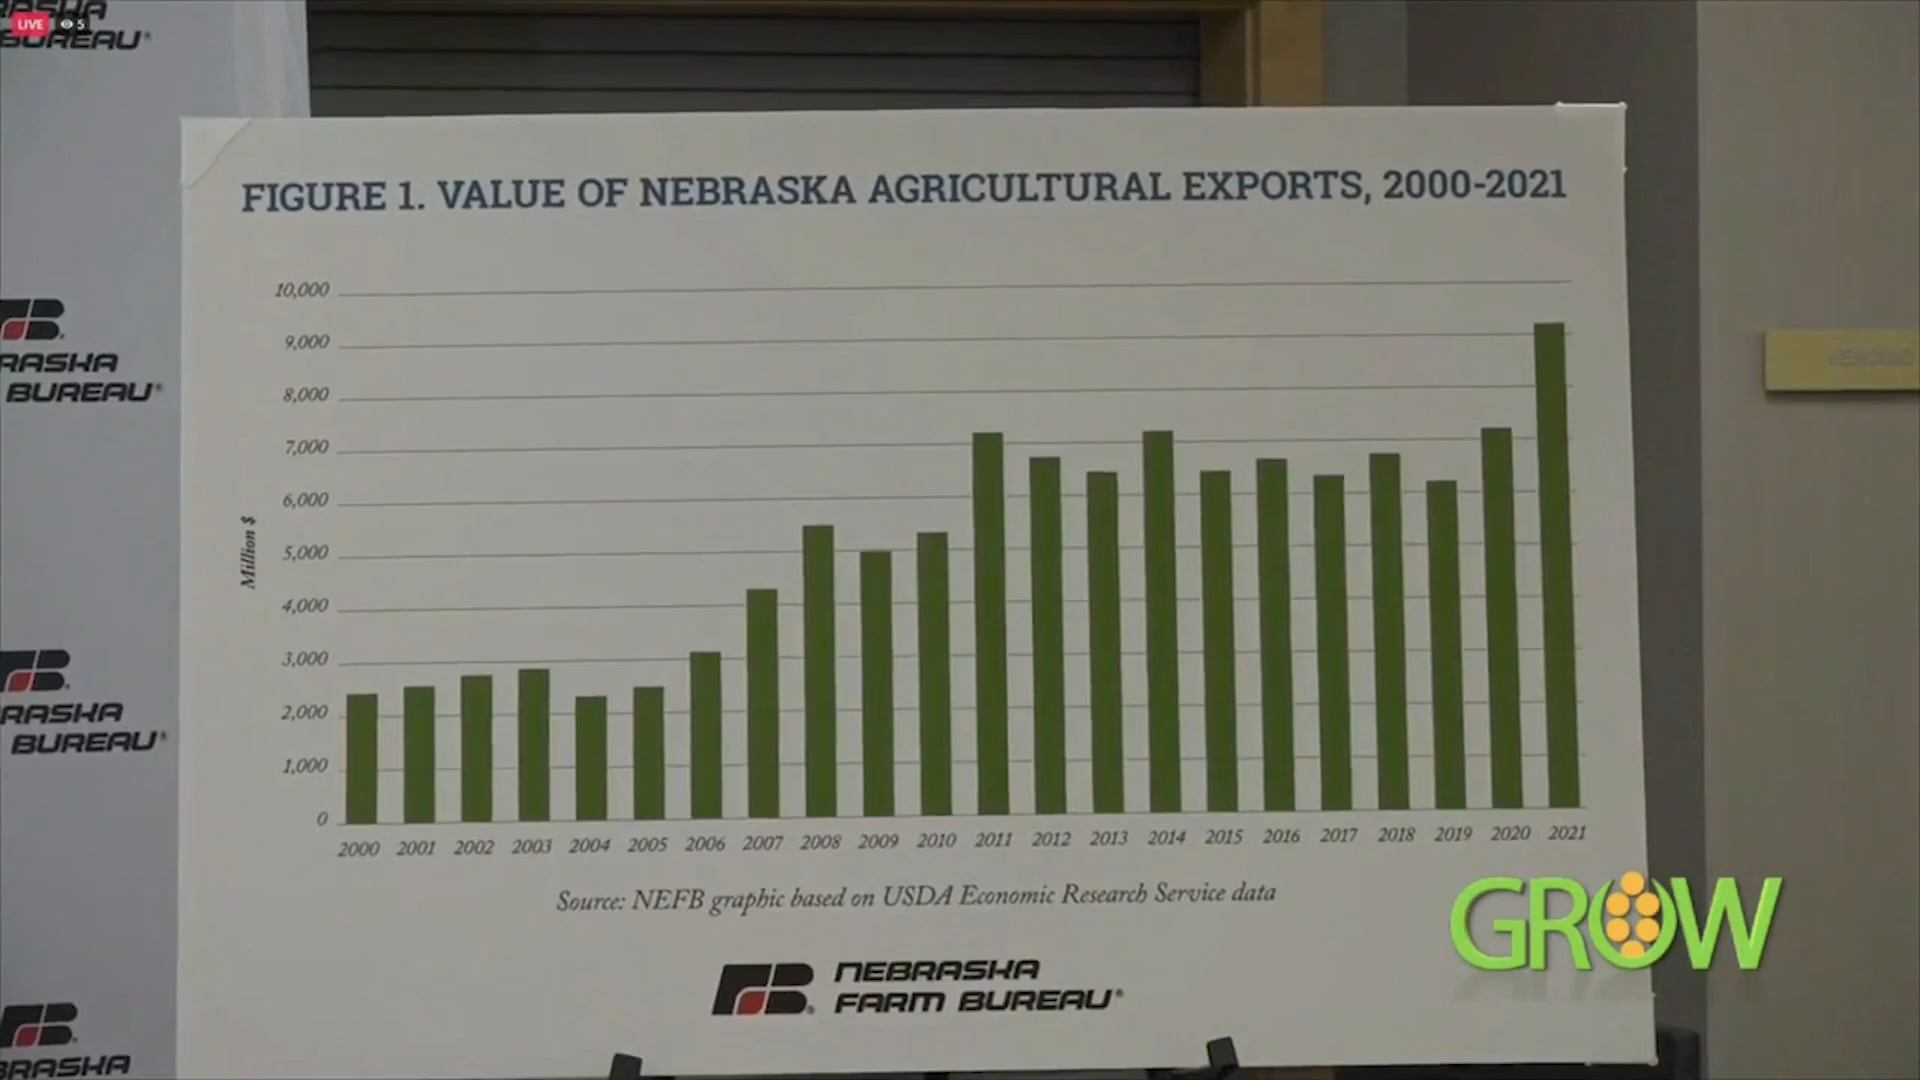 LIVE 5
BUREAU
FIGURE 1. VALUE OF NEBRASKA AGRICULTURAL EXPORTS, 2000-2021
10,000
9,000
8,000
7,000
6,000
5,000
4,000
3,000
2,000
1,000
0
Million $
2000 2001 2002 2003 2004 2005 2006 2007 2008 2009 2010 2011 2012 2013 2014 2015 2016 2017 2018 2019 2020 2021
Source: NEFB graphic based on USDA Economic Research Service data
NEBRASKA
FARM BUREAU®
GROW
RASKA
BUREAU®
RASKA
BUREAU®
BRASKA